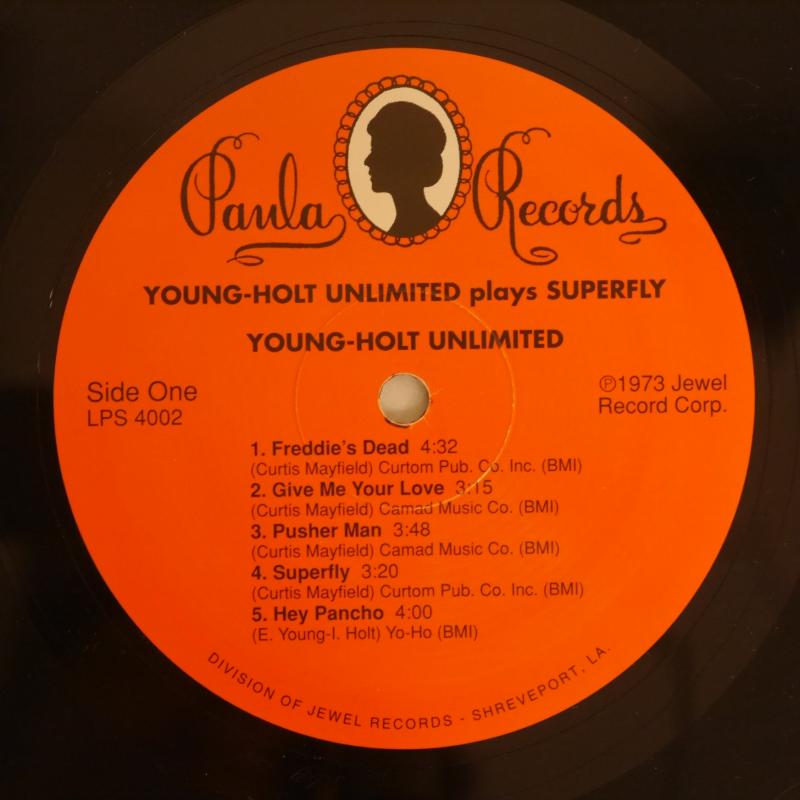 Paula Records
YOUNG-HOLT UNLIMITED plays SUPERFLY
YOUNG-HOLT UNLIMITED
Side One
LPS 4002
℗1973 Jewel
Record Corp.
1. Freddie's Dead 4:32
(Curtis Mayfield) Curtom Pub. Co. Inc. (BMI)
2. Give Me Your Love 3:15
(Curtis Mayfield) Camad Music Co. (BMI)
3. Pusher Man 3:48
(Curtis Mayfield) Camad Music Co. (BMI)
4. Superfly 3:20
(Curtis Mayfield) Curtom Pub. Co. Inc. (BMI)
5. Hey Pancho 4:00
(E. Young-I. Holt) Yo-Ho (BMI)
DIVISION OF JEWEL RECORDS - SHREVEPORT, LA.